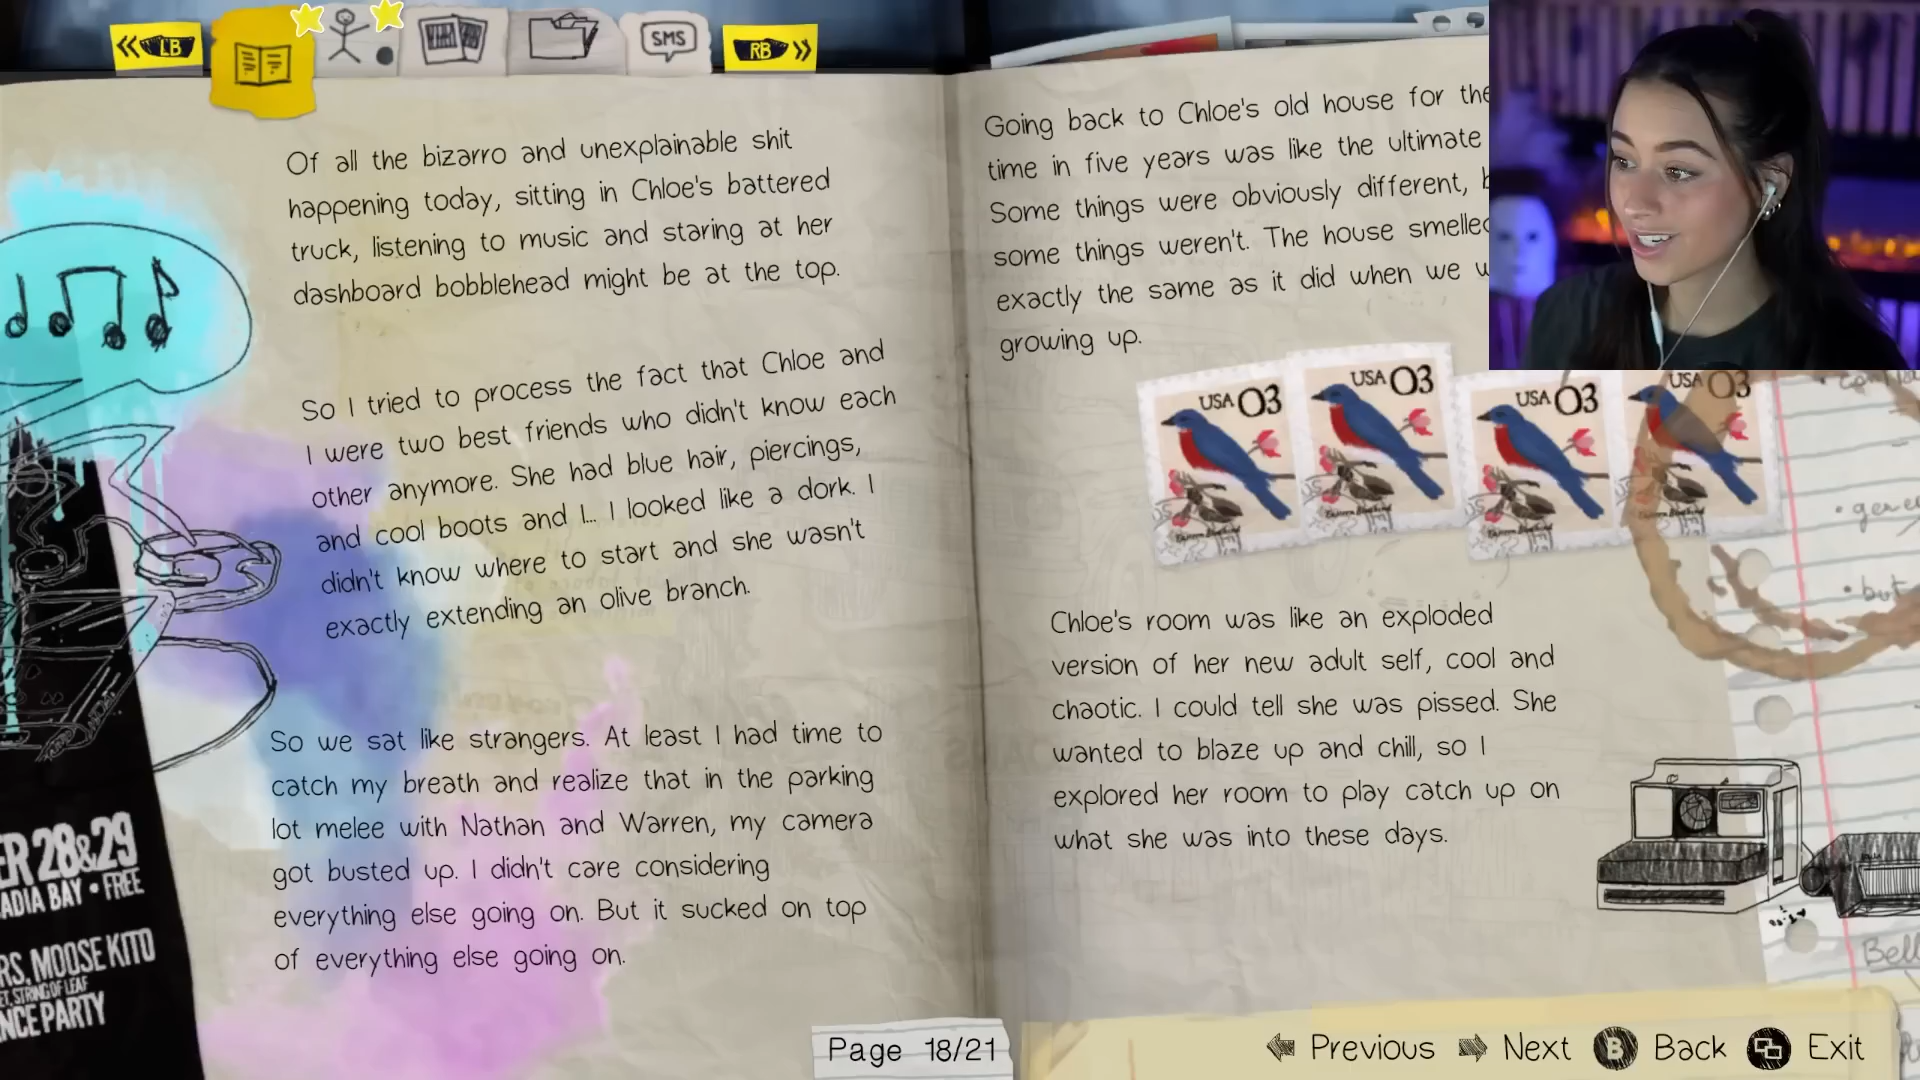 LB
SMS
RB
Of all the bizarro and unexplainable shit
happening today, sitting in Chloe's battered
truck, listening to music and staring at her
dashboard bobblehead might be at the top.
So I tried to process the fact that Chloe and
I were two best friends who didn't know each
other anymore. She had blue hair, piercings,
and cool boots and I... I looked like a dork. I
didn't know where to start and she wasn't
exactly extending an olive branch.
So we sat like strangers. At least I had time to
catch my breath and realize that in the parking
lot melee with Nathan and Warren, my camera
got busted up. I didn't care considering
everything else going on. But it sucked on top
of everything else going on.
ER 28&29
ADIA BAY • FREE
RS, MOOSE KITO
ET, STRING OF LEAF
NCE PARTY
Going back to Chloe's old house for the
time in five years was like the ultimate
Some things were obviously different, b
some things weren't. The house smelled
exactly the same as it did when we w
growing up.
USA 03
USA 03
USA 03
USA 03
Chloe's room was like an exploded
version of her new adult self, cool and
chaotic. I could tell she was pissed. She
wanted to blaze up and chill, so I
explored her room to play catch up on
what she was into these days.
• but
Bell
Page 18/21
Previous
Next
B Back
Exit